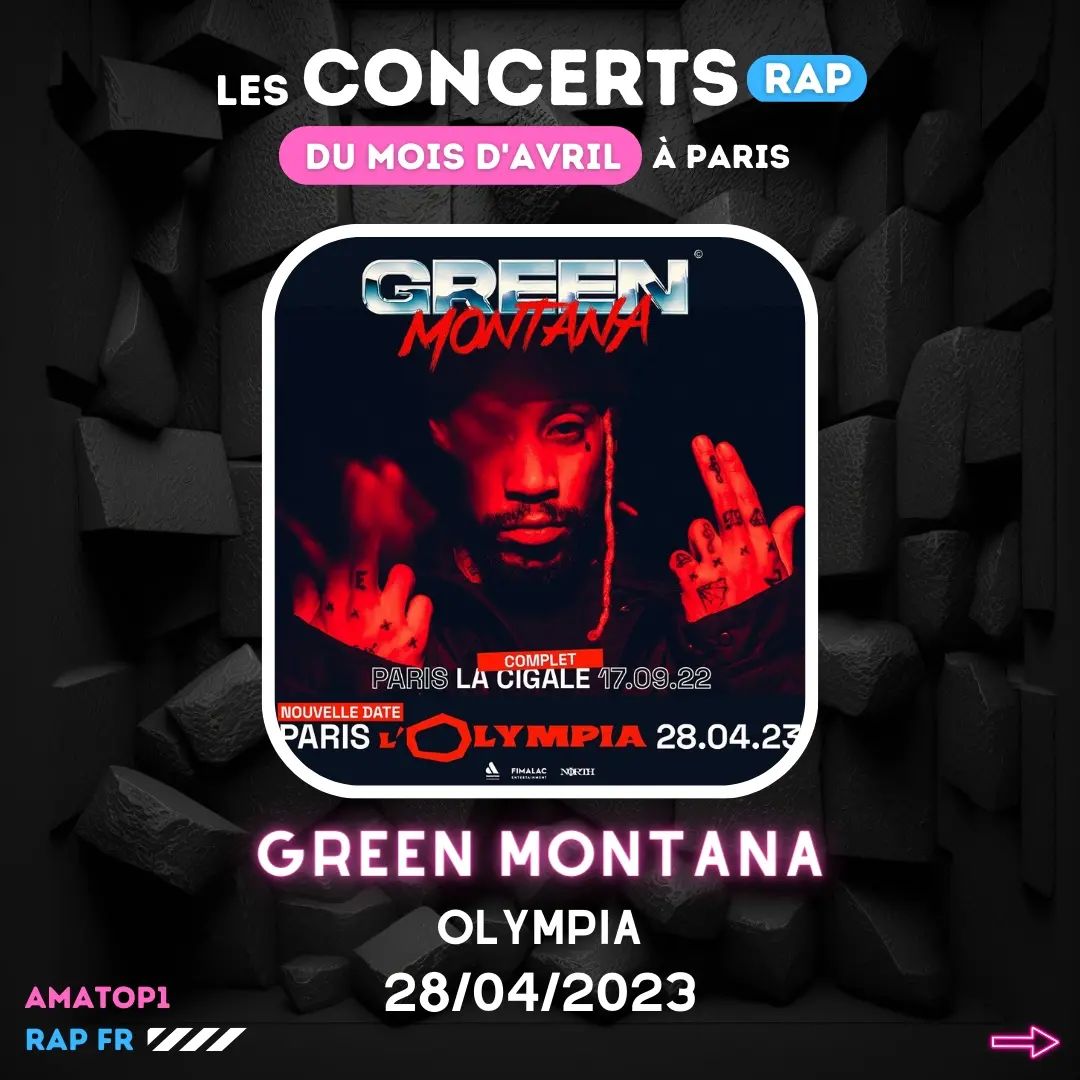 LES CONCERTS RAP
DU MOIS D'AVRIL À PARIS
GREEN ©
MONTANA
COMPLET
PARIS LA CIGALE 17.09.22
NOUVELLE DATE
PARIS L'OLYMPIA 28.04.23
FIMALAC
ENTERTAINMENT
NORTH
GREEN MONTANA
OLYMPIA
28/04/2023
AMATOP1
RAP FR